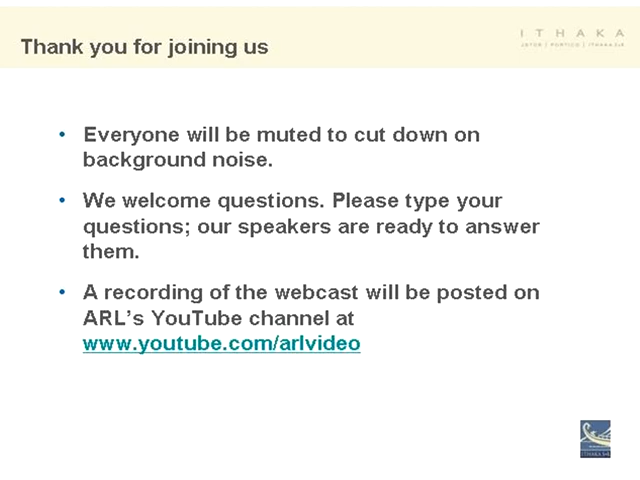 Thank you for joining us
ITHAKA
JSTOR | PORTICO | ITHAKA S+R
• Everyone will be muted to cut down on
background noise.
• We welcome questions. Please type your
questions; our speakers are ready to answer
them.
• A recording of the webcast will be posted on
ARL's YouTube channel at
www.youtube.com/arlvideo
ITHAKA S+R